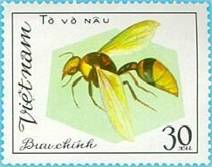 Tò vò nâu
Việt nam
Bưu chính
30 xu